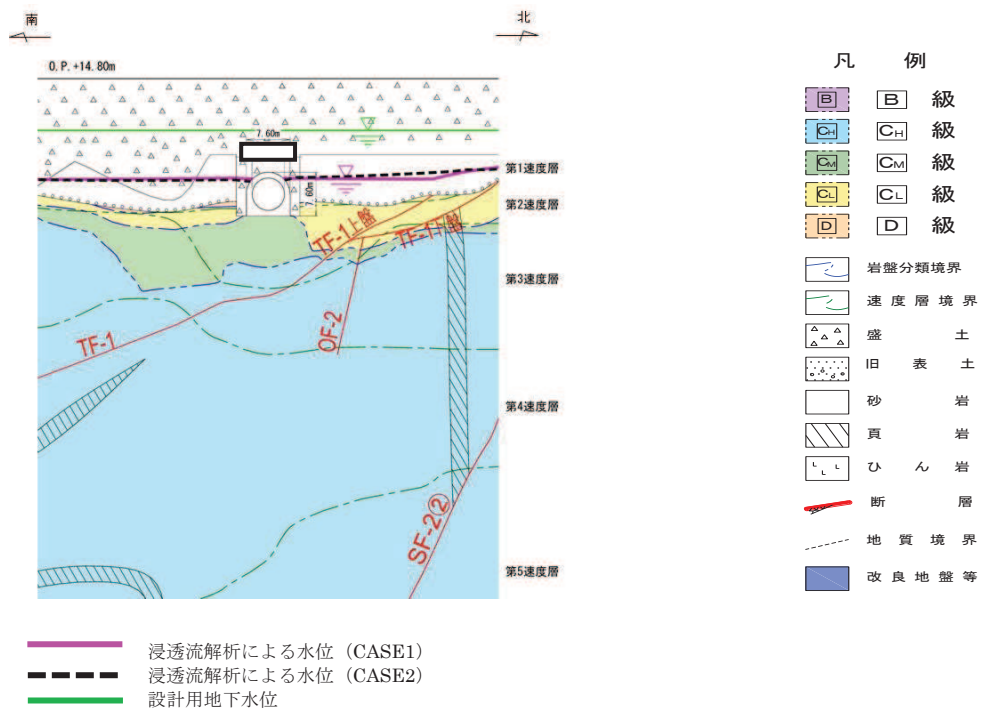 南
北
O.P.+14.80m
7.60m
7.60m
第1速度層
第2速度層
第3速度層
第4速度層
第5速度層
TF-1上盤
TF-1下盤
TF-1
OF-2
SF-2②
凡 例
B B 級
CH CH 級
CM CM 級
CL CL 級
D D 級
岩盤分類境界
速度層境界
盛土
旧表土
砂岩
頁岩
ひん岩
断層
地質境界
改良地盤等
浸透流解析による水位（CASE1）
浸透流解析による水位（CASE2）
設計用地下水位